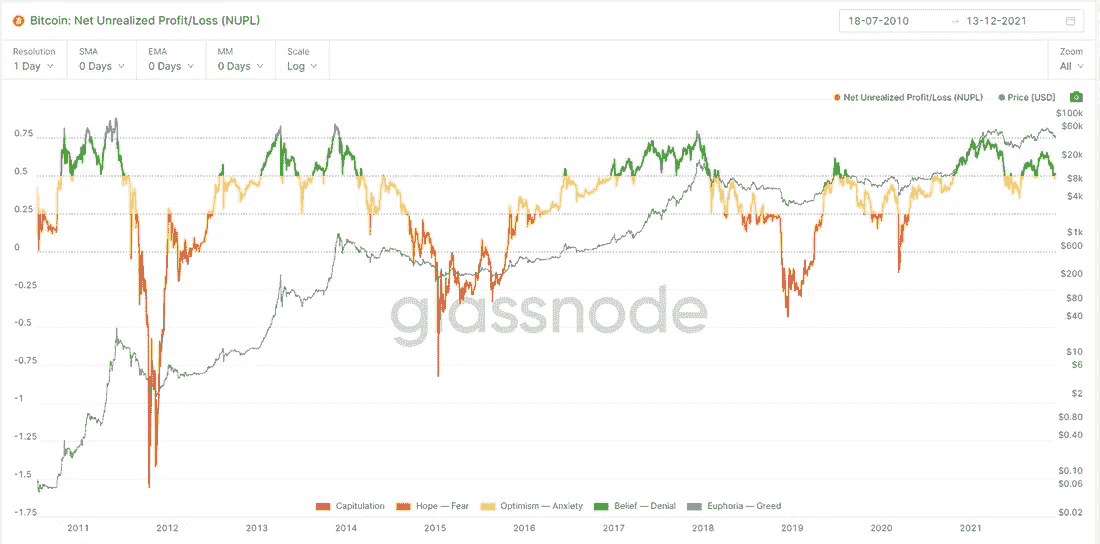 Bitcoin: Net Unrealized Profit/Loss (NUPL)
18-07-2010 → 13-12-2021
Resolution
1 Day
SMA
0 Days
EMA
0 Days
MM
0 Days
Scale
Log
Zoom
All
Net Unrealized Profit/Loss (NUPL) Price [USD]
0.75
0.5
0.25
0
-0.25
-0.5
-0.75
-1
-1.25
-1.5
-1.75
$100k
$60k
$20k
$8k
$4k
$1k
$600
$200
$80
$40
$10
$6
$2
$0.80
$0.40
$0.10
$0.06
$0.02
glassnode
Capitulation Hope — Fear Optimism — Anxiety Belief — Denial Euphoria — Greed
2011 2012 2013 2014 2015 2016 2017 2018 2019 2020 2021